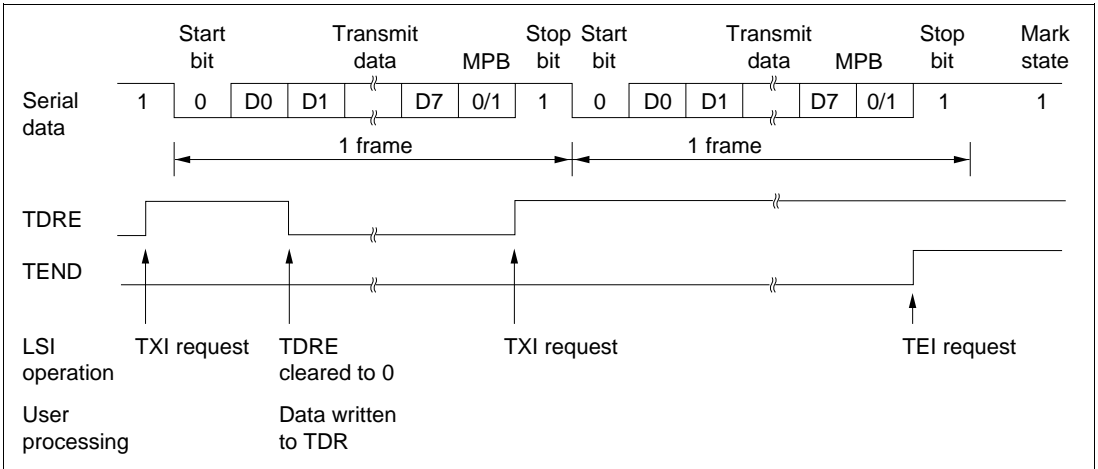 Start Transmit Stop Start Transmit Stop Mark
bit data MPB bit bit data MPB bit state
Serial 1 0 D0 D1 D7 0/1 1 0 D0 D1 D7 0/1 1 1
data
1 frame 1 frame
TDRE
TEND
LSI TXI request TDRE TXI request TEI request
operation cleared to 0
User Data written
processing to TDR